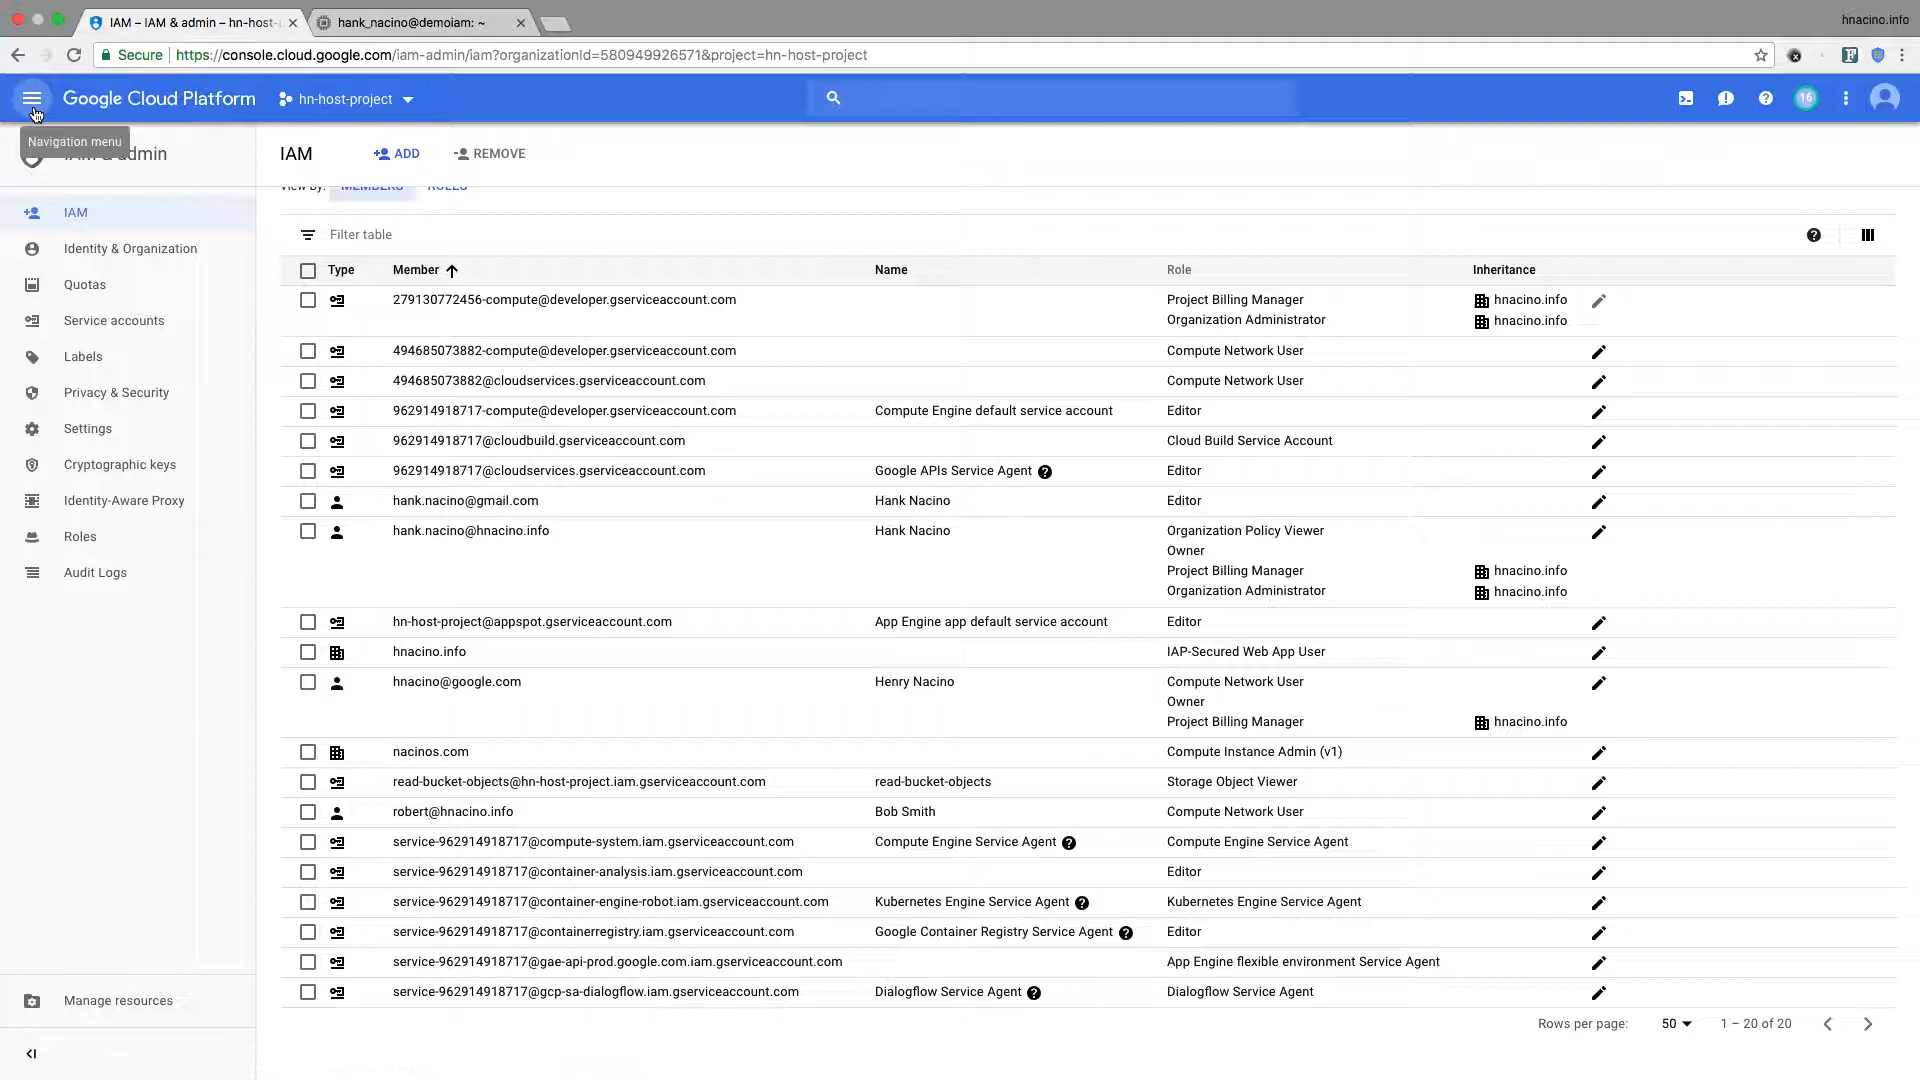 IAM – IAM & admin – hn-host-
hank_nacino@demoiam: ~
hnacino.info
Secure
https://console.cloud.google.com/iam-admin/iam?organizationId=580949926571&project=hn-host-project
Google Cloud Platform
hn-host-project
16
Navigation menu
IAM & admin
IAM
ADD
REMOVE
View by:
MEMBERS
ROLES
IAM
Identity & Organization
Quotas
Service accounts
Labels
Privacy & Security
Settings
Cryptographic keys
Identity-Aware Proxy
Roles
Audit Logs
Manage resources
Filter table
Type Member Name Role Inheritance
279130772456-compute@developer.gserviceaccount.com Project Billing Manager hnacino.info
Organization Administrator hnacino.info
494685073882-compute@developer.gserviceaccount.com Compute Network User
494685073882@cloudservices.gserviceaccount.com Compute Network User
962914918717-compute@developer.gserviceaccount.com Compute Engine default service account Editor
962914918717@cloudbuild.gserviceaccount.com Cloud Build Service Account
962914918717@cloudservices.gserviceaccount.com Google APIs Service Agent Editor
hank.nacino@gmail.com Hank Nacino Editor
hank.nacino@hnacino.info Hank Nacino Organization Policy Viewer
Owner
Project Billing Manager hnacino.info
Organization Administrator hnacino.info
hn-host-project@appspot.gserviceaccount.com App Engine app default service account Editor
hnacino.info IAP-Secured Web App User
hnacino@google.com Henry Nacino Compute Network User
Owner
Project Billing Manager hnacino.info
nacinos.com Compute Instance Admin (v1)
read-bucket-objects@hn-host-project.iam.gserviceaccount.com read-bucket-objects Storage Object Viewer
robert@hnacino.info Bob Smith Compute Network User
service-962914918717@compute-system.iam.gserviceaccount.com Compute Engine Service Agent Compute Engine Service Agent
service-962914918717@container-analysis.iam.gserviceaccount.com Editor
service-962914918717@container-engine-robot.iam.gserviceaccount.com Kubernetes Engine Service Agent Kubernetes Engine Service Agent
service-962914918717@containerregistry.iam.gserviceaccount.com Google Container Registry Service Agent Editor
service-962914918717@gae-api-prod.google.com.iam.gserviceaccount.com App Engine flexible environment Service Agent
service-962914918717@gcp-sa-dialogflow.iam.gserviceaccount.com Dialogflow Service Agent Dialogflow Service Agent
Rows per page: 50 1 – 20 of 20